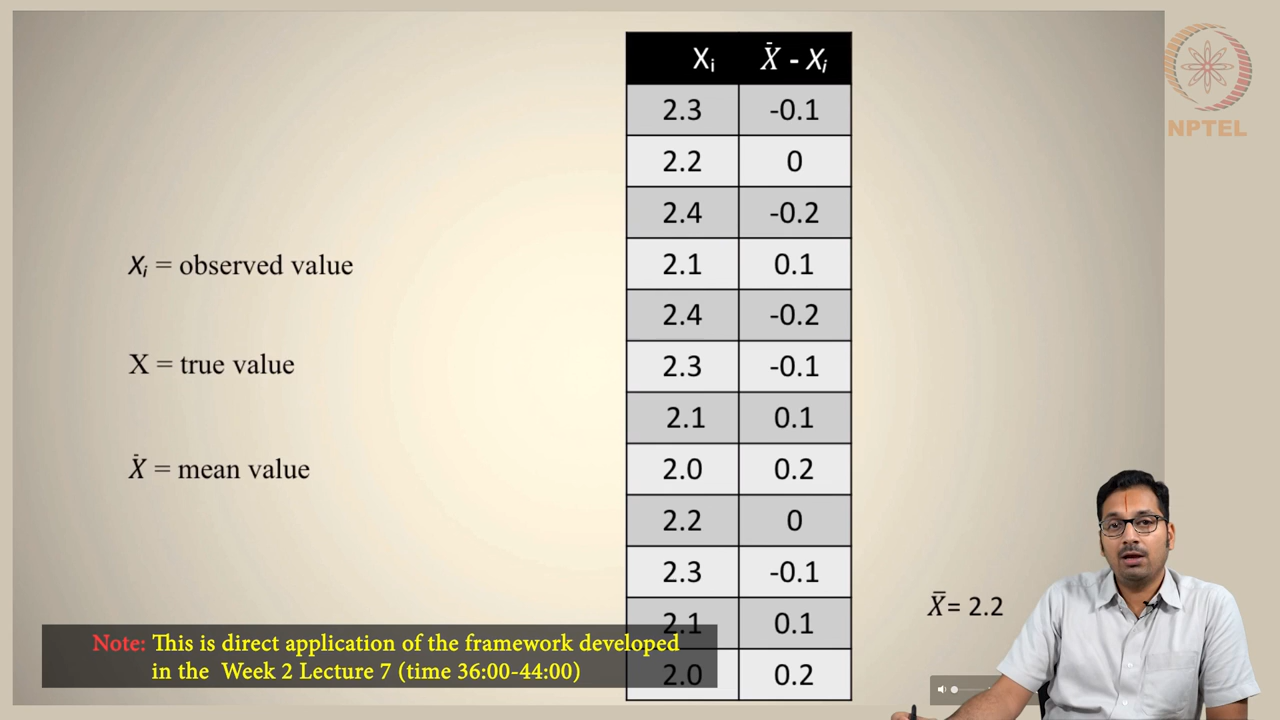 Xᵢ X̄ - Xᵢ
2.3 -0.1
2.2 0
2.4 -0.2
2.1 0.1
2.4 -0.2
2.3 -0.1
2.1 0.1
2.0 0.2
2.2 0
2.3 -0.1
2.1 0.1
2.0 0.2
Xᵢ = observed value
X = true value
X̄ = mean value
X̄ = 2.2
Note: This is direct application of the framework developed
in the Week 2 Lecture 7 (time 36:00-44:00)
NPTEL